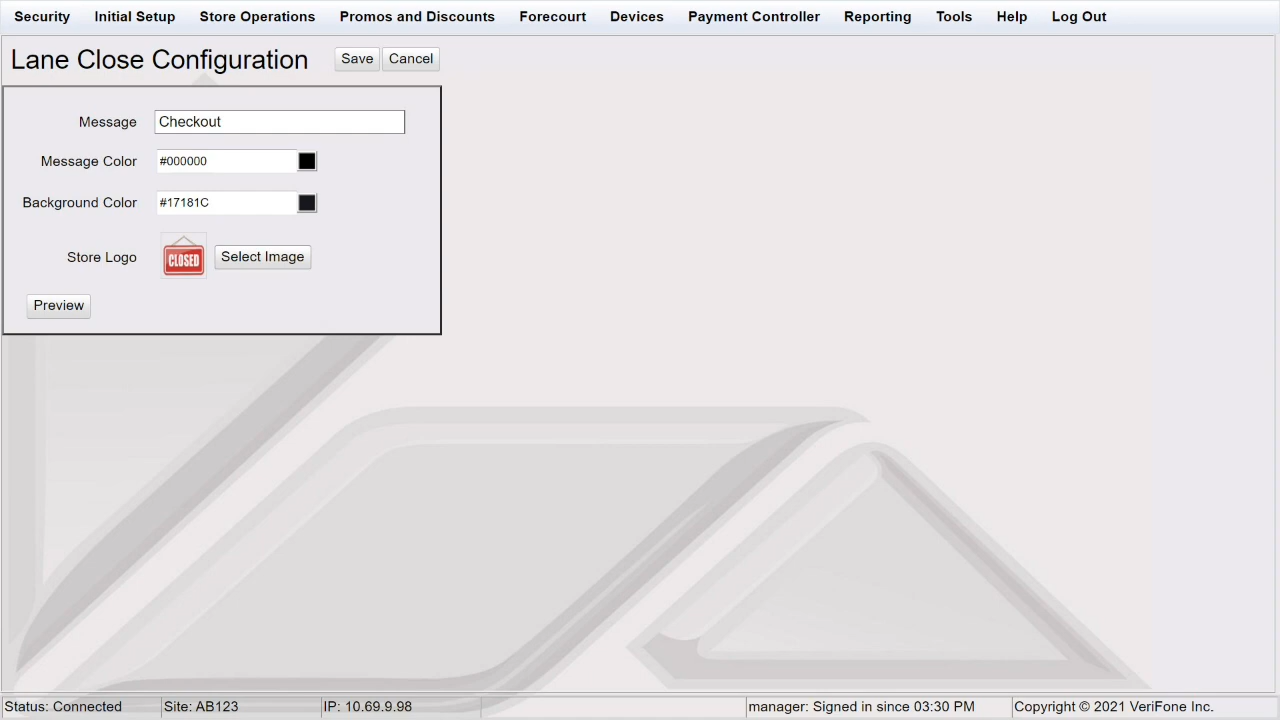 Security Initial Setup Store Operations Promos and Discounts Forecourt Devices Payment Controller Reporting Tools Help Log Out
Lane Close Configuration Save Cancel
Message Checkout
Message Color #000000
Background Color #17181C
Store Logo CLOSED Select Image
Preview
Status: Connected Site: AB123 IP: 10.69.9.98 manager: Signed in since 03:30 PM Copyright © 2021 VeriFone Inc.